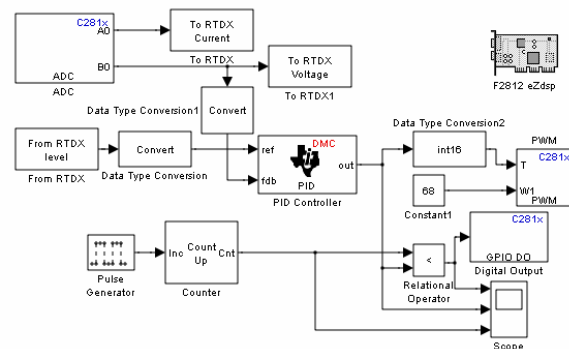 C281x
A0
B0
ADC
ADC
To RTDX
Current
To RTDX
To RTDX
Voltage
To RTDX1
F2812 eZdsp
Data Type Conversion1
Convert
From RTDX
level
From RTDX
Convert
Data Type Conversion
ref
fdb
DMC
out
PID
PID Controller
Data Type Conversion2
int16
68
Constant1
PWM
C281x
T
W1
PWM
C281x
GPIO DO
Digital Output
Pulse
Generator
Inc
Count
Up
Cnt
Counter
<
Relational
Operator
Scope